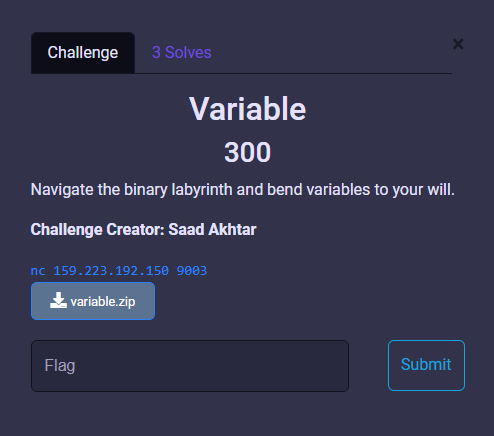 Challenge
3 Solves
×
Variable
300
Navigate the binary labyrinth and bend variables to your will.
Challenge Creator: Saad Akhtar
nc 159.223.192.150 9003
variable.zip
Flag
Submit